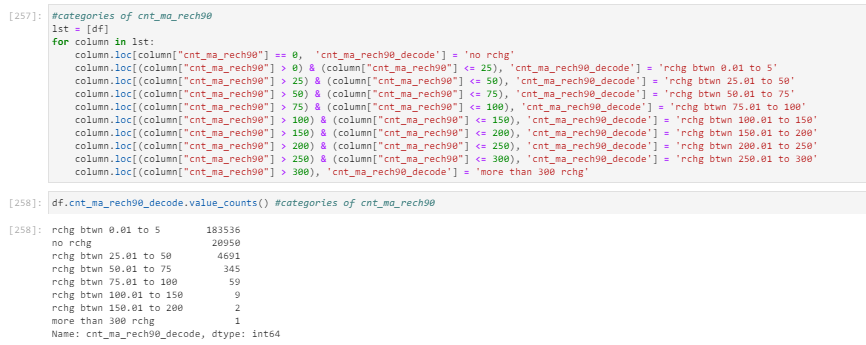 [257]: #categories of cnt_ma_rech90
lst = [df]
for column in lst:
    column.loc[column["cnt_ma_rech90"] == 0,  'cnt_ma_rech90_decode'] = 'no rchg'
    column.loc[(column["cnt_ma_rech90"] > 0) & (column["cnt_ma_rech90"] <= 25), 'cnt_ma_rech90_decode'] = 'rchg btwn 0.01 to 5'
    column.loc[(column["cnt_ma_rech90"] > 25) & (column["cnt_ma_rech90"] <= 50), 'cnt_ma_rech90_decode'] = 'rchg btwn 25.01 to 50'
    column.loc[(column["cnt_ma_rech90"] > 50) & (column["cnt_ma_rech90"] <= 75), 'cnt_ma_rech90_decode'] = 'rchg btwn 50.01 to 75'
    column.loc[(column["cnt_ma_rech90"] > 75) & (column["cnt_ma_rech90"] <= 100), 'cnt_ma_rech90_decode'] = 'rchg btwn 75.01 to 100'
    column.loc[(column["cnt_ma_rech90"] > 100) & (column["cnt_ma_rech90"] <= 150), 'cnt_ma_rech90_decode'] = 'rchg btwn 100.01 to 150'
    column.loc[(column["cnt_ma_rech90"] > 150) & (column["cnt_ma_rech90"] <= 200), 'cnt_ma_rech90_decode'] = 'rchg btwn 150.01 to 200'
    column.loc[(column["cnt_ma_rech90"] > 200) & (column["cnt_ma_rech90"] <= 250), 'cnt_ma_rech90_decode'] = 'rchg btwn 200.01 to 250'
    column.loc[(column["cnt_ma_rech90"] > 250) & (column["cnt_ma_rech90"] <= 300), 'cnt_ma_rech90_decode'] = 'rchg btwn 250.01 to 300'
    column.loc[(column["cnt_ma_rech90"] > 300), 'cnt_ma_rech90_decode'] = 'more than 300 rchg'
[258]: df.cnt_ma_rech90_decode.value_counts() #categories of cnt_ma_rech90
[258]: rchg btwn 0.01 to 5        183536
no rchg                     20950
rchg btwn 25.01 to 50        4691
rchg btwn 50.01 to 75         345
rchg btwn 75.01 to 100         59
rchg btwn 100.01 to 150         9
rchg btwn 150.01 to 200         2
more than 300 rchg              1
Name: cnt_ma_rech90_decode, dtype: int64